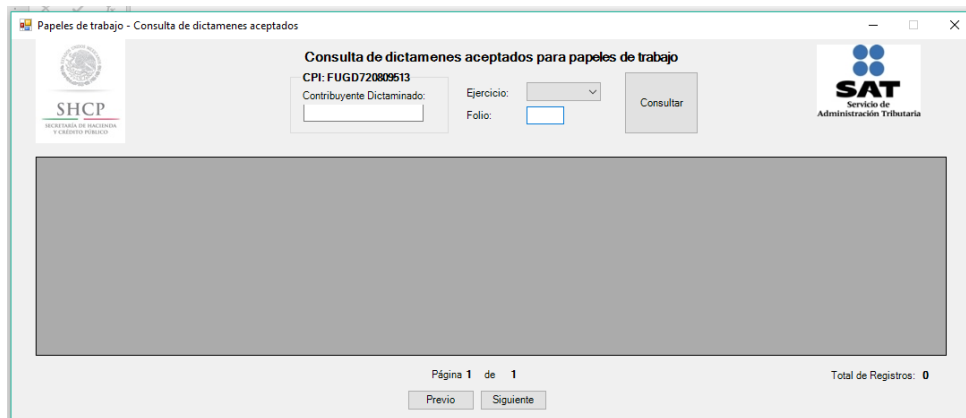 Papeles de trabajo - Consulta de dictamenes aceptados
Consulta de dictamenes aceptados para papeles de trabajo
CPI: FUGD720809513
Contribuyente Dictaminado:
Ejercicio:
Folio:
Consultar
SHCP
SECRETARÍA DE HACIENDA
Y CRÉDITO PÚBLICO
SAT
Servicio de
Administración Tributaria
Página 1 de 1
Total de Registros: 0
Previo
Siguiente